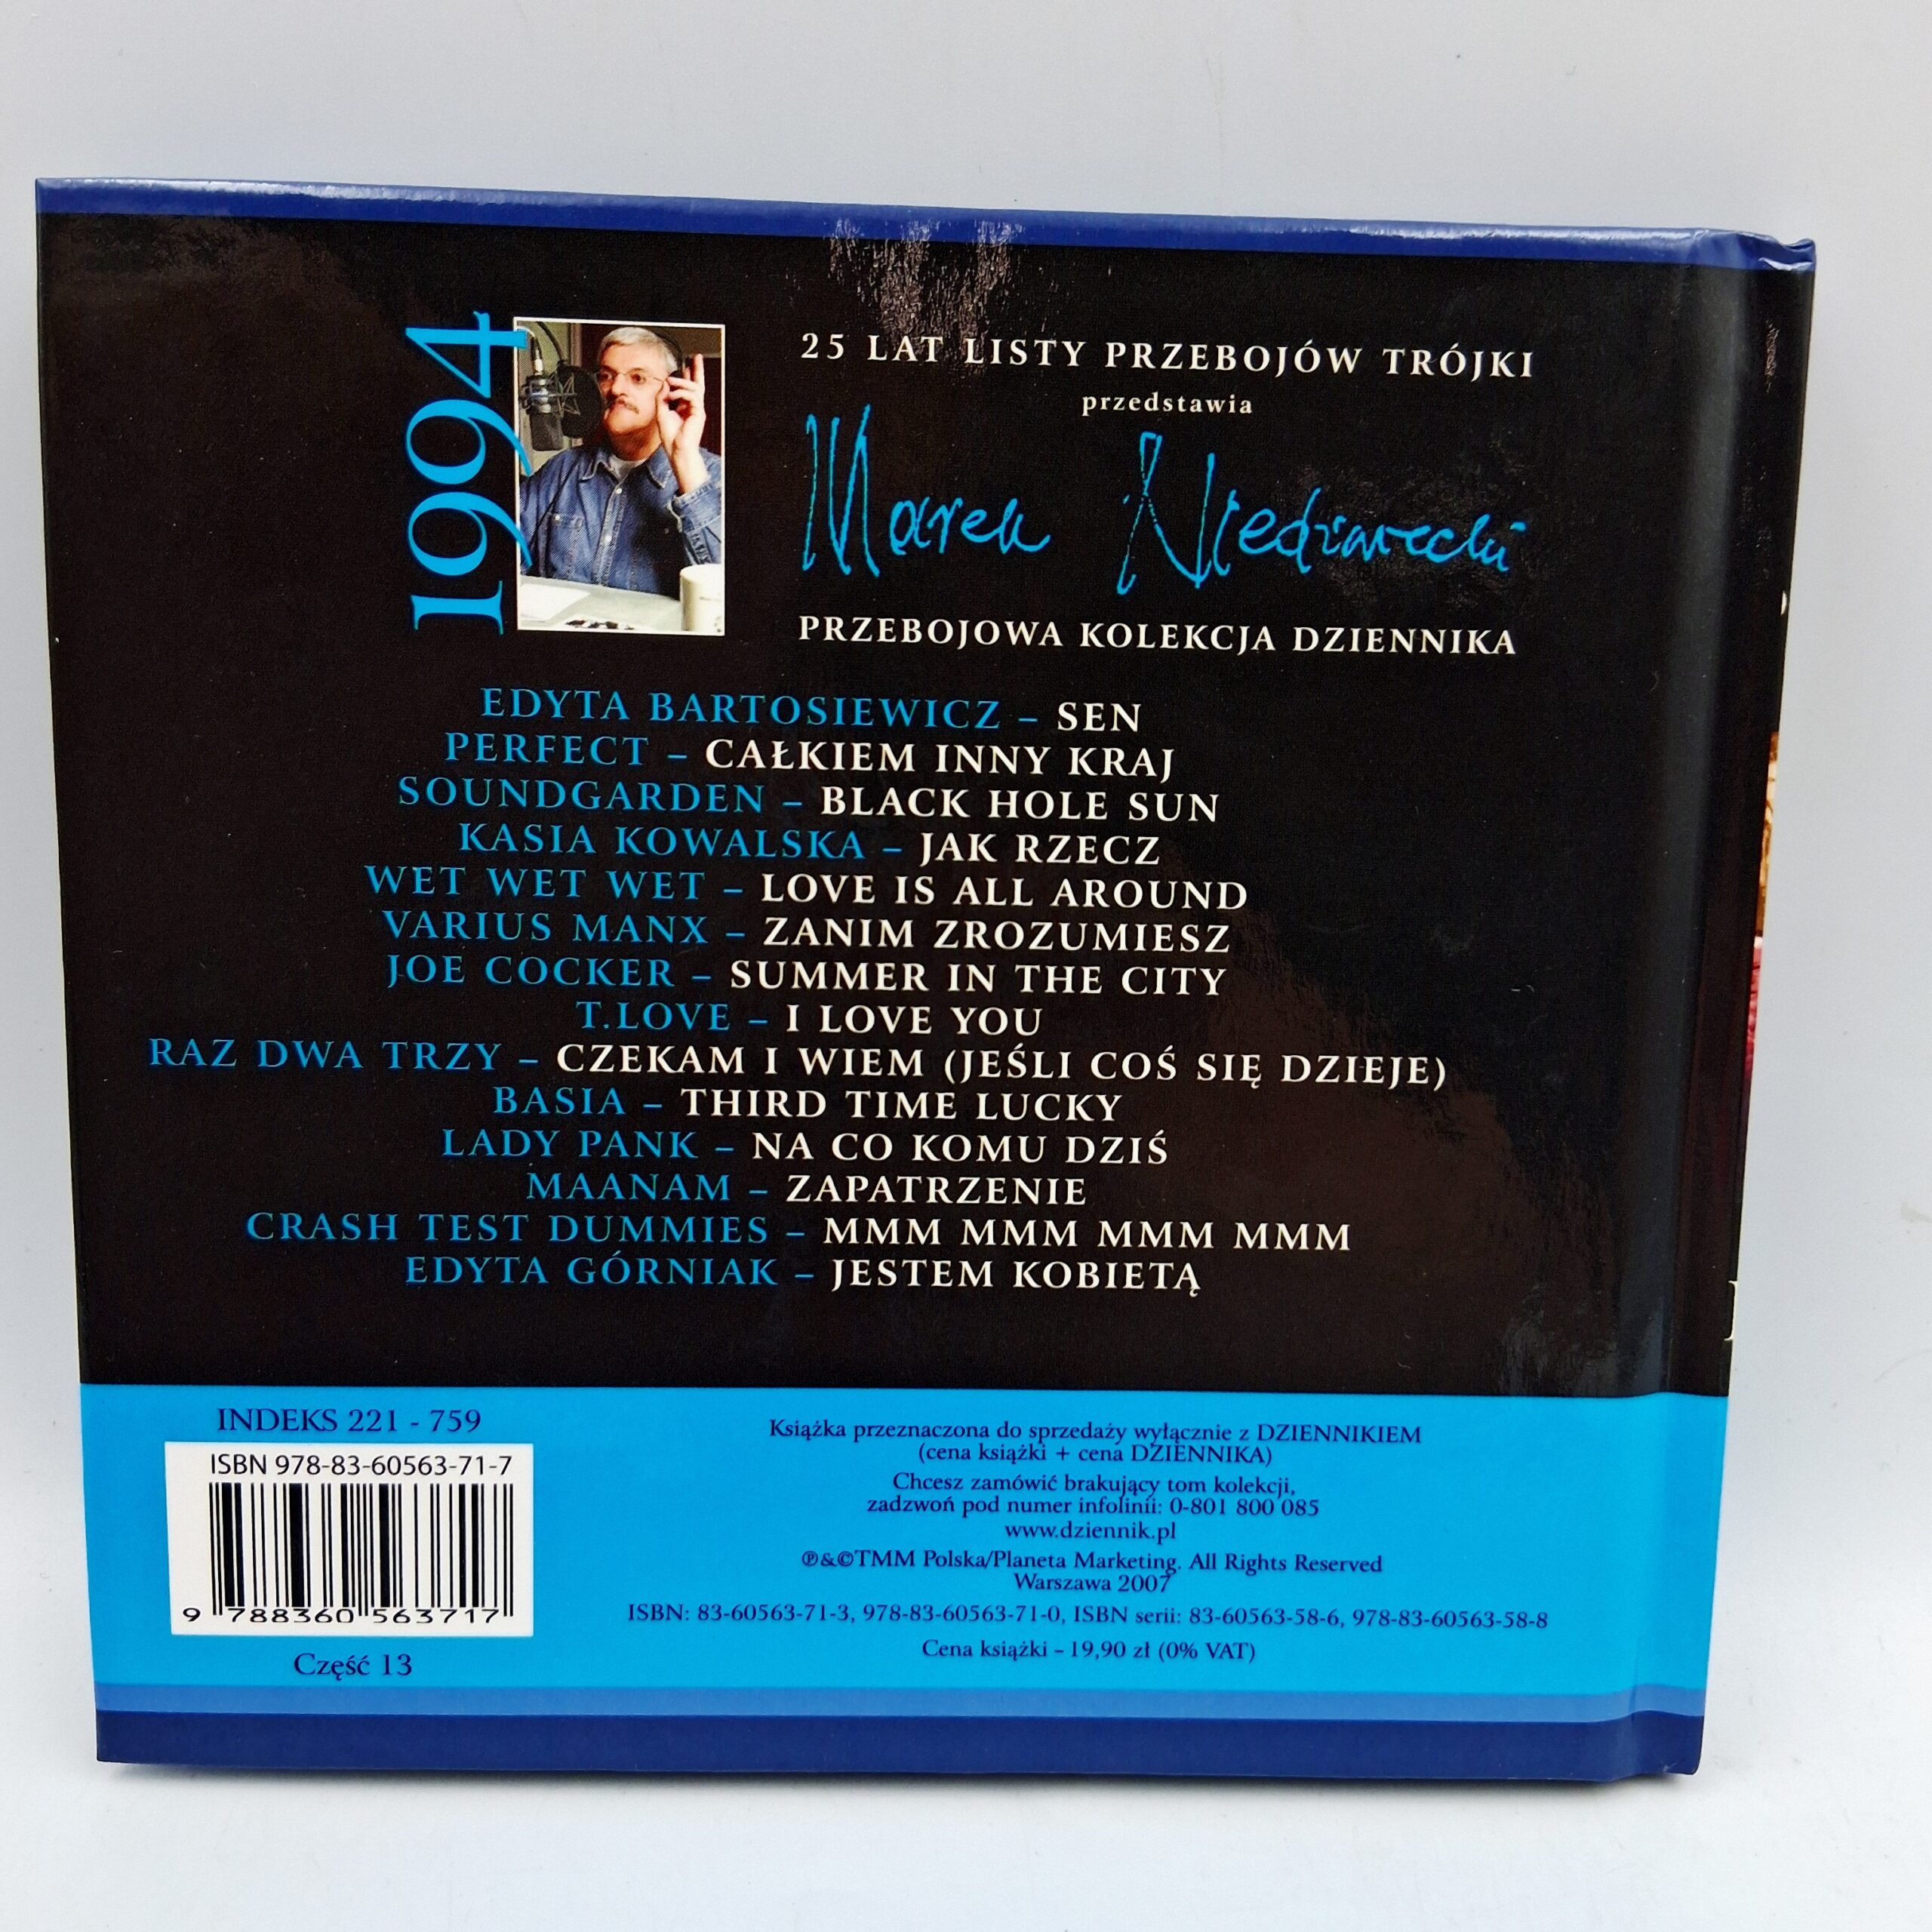 1994
25 LAT LISTY PRZEBOJÓW TRÓJKI
przedstawia
Marek Niedźwiecki
PRZEBOJOWA KOLEKCJA DZIENNIKA
EDYTA BARTOSIEWICZ – SEN
PERFECT – CAŁKIEM INNY KRAJ
SOUNDGARDEN – BLACK HOLE SUN
KASIA KOWALSKA – JAK RZECZ
WET WET WET – LOVE IS ALL AROUND
VARIUS MANX – ZANIM ZROZUMIESZ
JOE COCKER – SUMMER IN THE CITY
T.LOVE – I LOVE YOU
RAZ DWA TRZY – CZEKAM I WIEM (JEŚLI COŚ SIĘ DZIEJE)
BASIA – THIRD TIME LUCKY
LADY PANK – NA CO KOMU DZIŚ
MAANAM – ZAPATRZENIE
CRASH TEST DUMMIES – MMM MMM MMM MMM
EDYTA GÓRNIAK – JESTEM KOBIETĄ
INDEKS 221 - 759
ISBN 978-83-60563-71-7
9 788360 563717
Część 13
Książka przeznaczona do sprzedaży wyłącznie z DZIENNIKIEM
(cena książki + cena DZIENNIKA)
Chcesz zamówić brakujący tom kolekcji,
zadzwoń pod numer infolinii: 0-801 800 085
www.dziennik.pl
℗&©TMM Polska/Planeta Marketing. All Rights Reserved
Warszawa 2007
ISBN: 83-60563-71-3, 978-83-60563-71-0, ISBN serii: 83-60563-58-6, 978-83-60563-58-8
Cena książki – 19,90 zł (0% VAT)